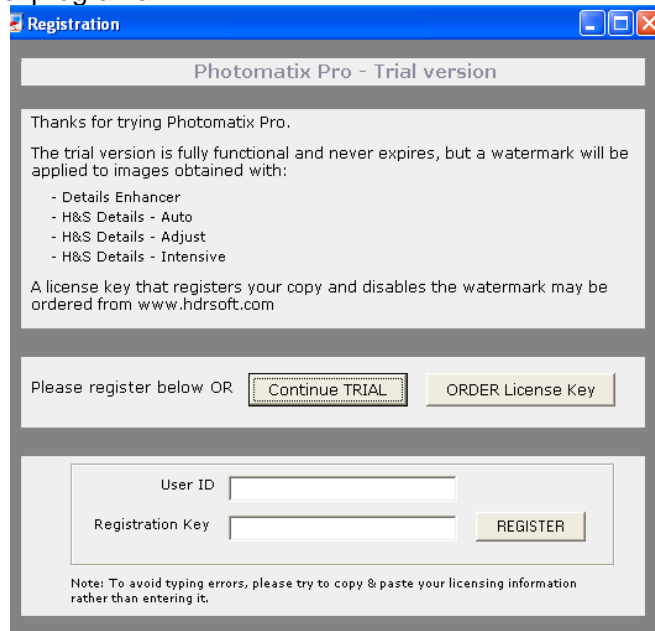 Registration
Photomatix Pro - Trial version
Thanks for trying Photomatix Pro.
The trial version is fully functional and never expires, but a watermark will be
applied to images obtained with:
- Details Enhancer
- H&S Details - Auto
- H&S Details - Adjust
- H&S Details - Intensive
A license key that registers your copy and disables the watermark may be
ordered from www.hdrsoft.com
Please register below OR Continue TRIAL ORDER License Key
User ID
Registration Key REGISTER
Note: To avoid typing errors, please try to copy & paste your licensing information
rather than entering it.